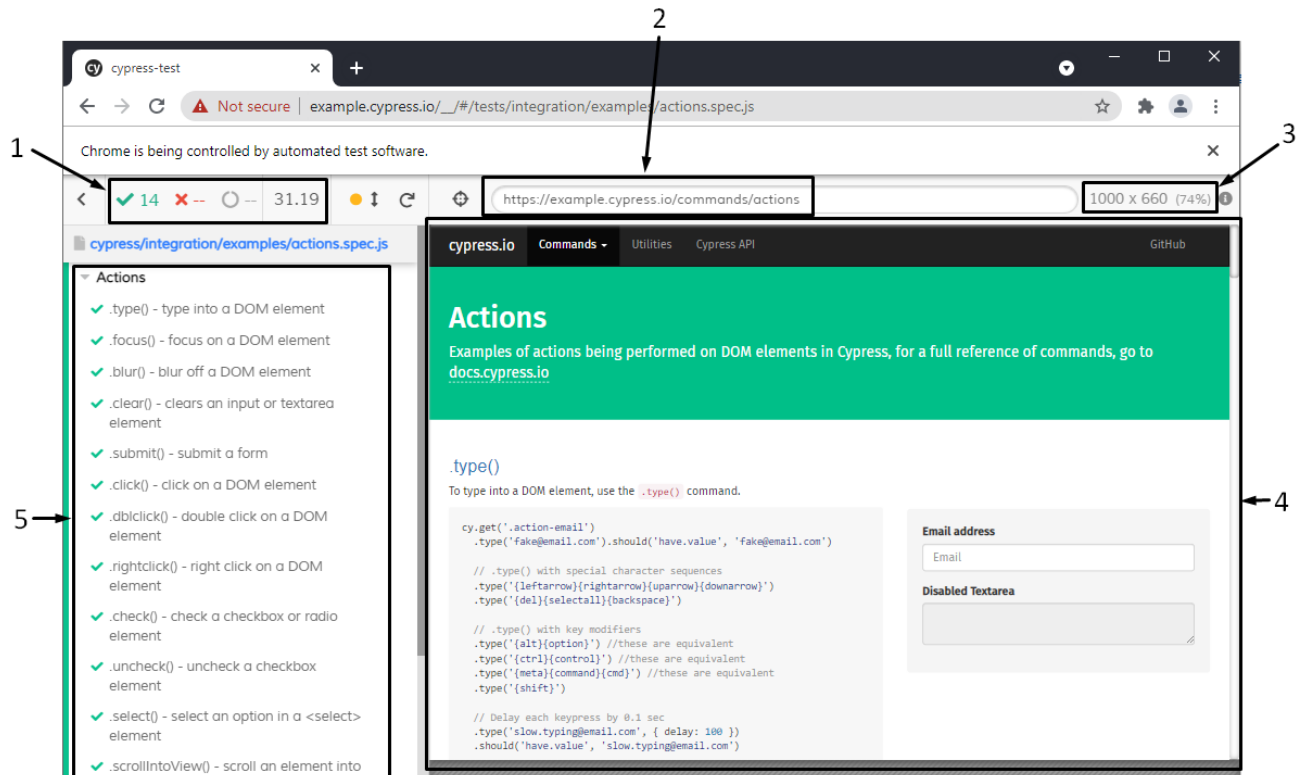 2
cypress-test
Not secure | example.cypress.io/__/#/tests/integration/examples/actions.spec.js
1
3
Chrome is being controlled by automated test software.
14 -- -- 31.19
https://example.cypress.io/commands/actions
1000 x 660 (74%)
cypress/integration/examples/actions.spec.js
Actions
.type() - type into a DOM element
.focus() - focus on a DOM element
.blur() - blur off a DOM element
.clear() - clears an input or textarea
element
.submit() - submit a form
.click() - click on a DOM element
.dblclick() - double click on a DOM
element
.rightclick() - right click on a DOM
element
.check() - check a checkbox or radio
element
.uncheck() - uncheck a checkbox
element
.select() - select an option in a <select>
element
.scrollIntoView() - scroll an element into
5
cypress.io Commands Utilities Cypress API GitHub
Actions
Examples of actions being performed on DOM elements in Cypress, for a full reference of commands, go to
docs.cypress.io
.type()
To type into a DOM element, use the .type() command.
cy.get('.action-email')
.type('fake@email.com').should('have.value', 'fake@email.com')
// .type() with special character sequences
.type('{leftarrow}{rightarrow}{uparrow}{downarrow}')
.type('{del}{selectall}{backspace}')
// .type() with key modifiers
.type('{alt}{option}') //these are equivalent
.type('{ctrl}{control}') //these are equivalent
.type('{meta}{command}{cmd}') //these are equivalent
.type('{shift}')
// Delay each keypress by 0.1 sec
.type('slow.typing@email.com', { delay: 100 })
.should('have.value', 'slow.typing@email.com')
Email address
Email
Disabled Textarea
4